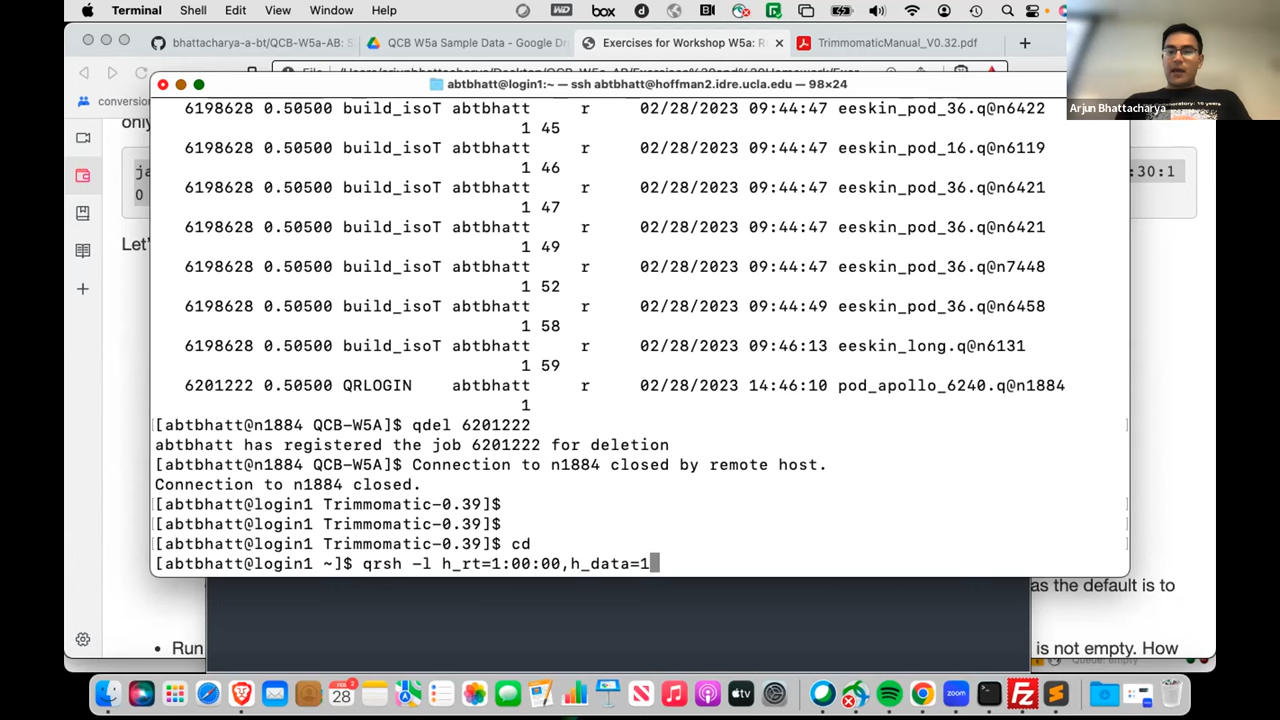 Terminal Shell Edit View Window Help
bhattacharya-a-bt/QCB-W5a-AB: S
QCB W5a Sample Data - Google Dr
Exercises for Workshop W5a: R
TrimmomaticManual_V0.32.pdf
abtbhatt@login1:~ — ssh abtbhatt@hoffman2.idre.ucla.edu — 98×24
Arjun Bhattacharya
conversion
only
6198628 0.50500 build_isoT abtbhatt r 02/28/2023 09:44:47 eeskin_pod_36.q@n6422
1 45
6198628 0.50500 build_isoT abtbhatt r 02/28/2023 09:44:47 eeskin_pod_16.q@n6119
1 46
ja
:30:1
0
6198628 0.50500 build_isoT abtbhatt r 02/28/2023 09:44:47 eeskin_pod_36.q@n6421
1 47
6198628 0.50500 build_isoT abtbhatt r 02/28/2023 09:44:47 eeskin_pod_36.q@n6421
1 49
Let'
6198628 0.50500 build_isoT abtbhatt r 02/28/2023 09:44:47 eeskin_pod_36.q@n7448
1 52
6198628 0.50500 build_isoT abtbhatt r 02/28/2023 09:44:49 eeskin_pod_36.q@n6458
1 58
6198628 0.50500 build_isoT abtbhatt r 02/28/2023 09:46:13 eeskin_long.q@n6131
1 59
6201222 0.50500 QRLOGIN abtbhatt r 02/28/2023 14:46:10 pod_apollo_6240.q@n1884
1
[abtbhatt@n1884 QCB-W5A]$ qdel 6201222
abtbhatt has registered the job 6201222 for deletion
[abtbhatt@n1884 QCB-W5A]$ Connection to n1884 closed by remote host.
Connection to n1884 closed.
[abtbhatt@login1 Trimmomatic-0.39]$
[abtbhatt@login1 Trimmomatic-0.39]$
[abtbhatt@login1 Trimmomatic-0.39]$ cd
[abtbhatt@login1 ~]$ qrsh -l h_rt=1:00:00,h_data=1
as the default is to
• Run
is not empty. How
Queue: empty
FEB
28
zoom